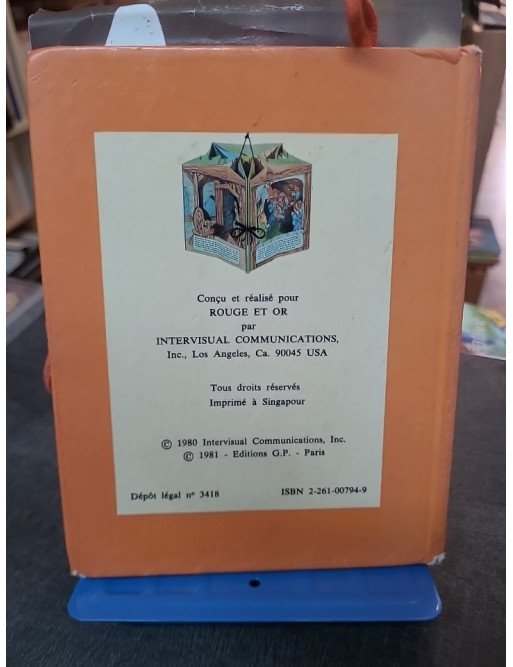 Conçu et réalisé pour
ROUGE ET OR
par
INTERVISUAL COMMUNICATIONS,
Inc., Los Angeles, Ca. 90045 USA
Tous droits réservés
Imprimé à Singapour
© 1980 Intervisual Communications, Inc.
© 1981 - Editions G.P. - Paris
Dépôt légal nº 3418
ISBN 2-261-00794-9